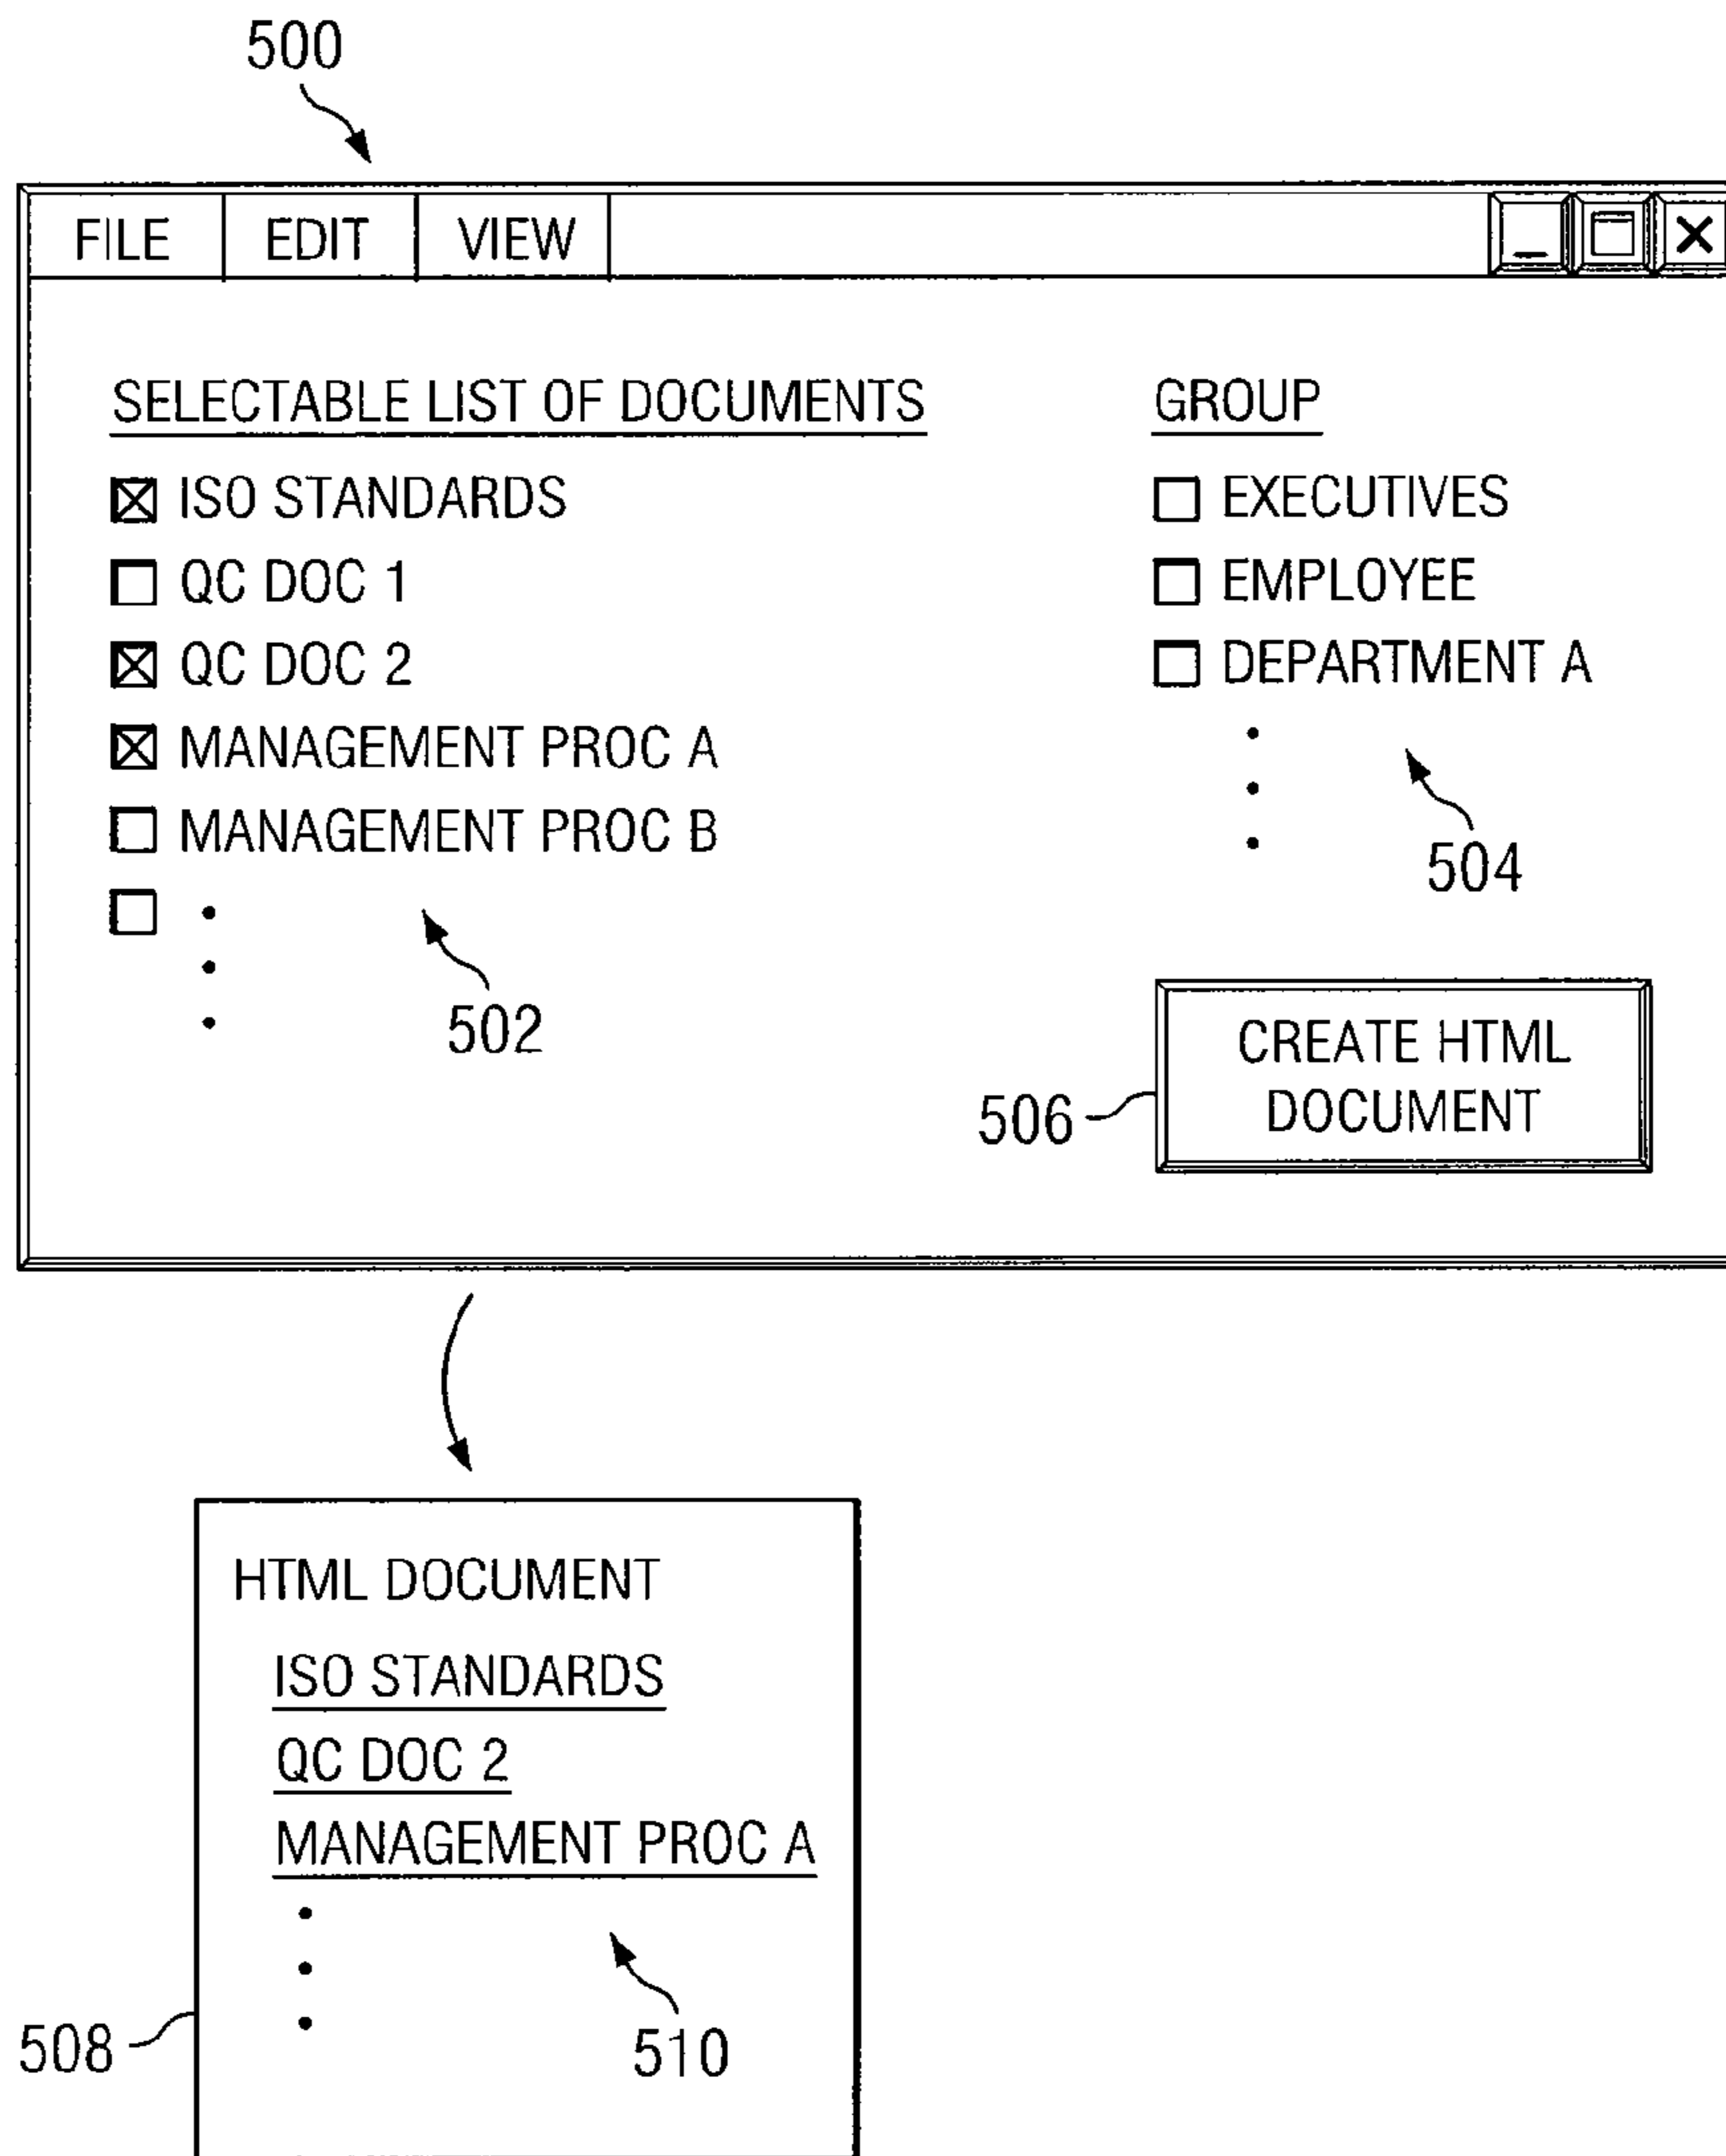 500
FILE EDIT VIEW
SELECTABLE LIST OF DOCUMENTS
ISO STANDARDS
QC DOC 1
QC DOC 2
MANAGEMENT PROC A
MANAGEMENT PROC B
502
GROUP
EXECUTIVES
EMPLOYEE
DEPARTMENT A
504
506
CREATE HTML
DOCUMENT
HTML DOCUMENT
ISO STANDARDS
QC DOC 2
MANAGEMENT PROC A
508
510